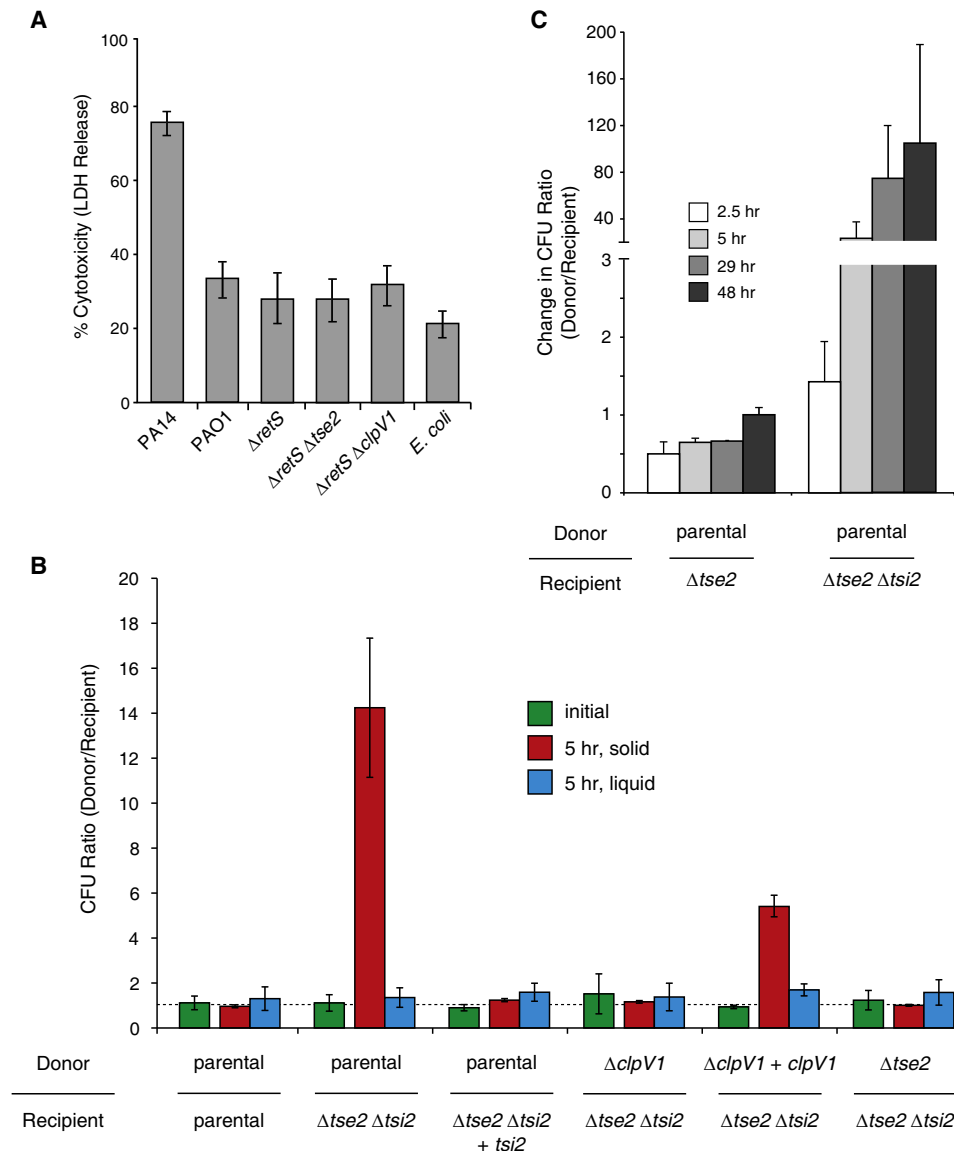 A
% Cytotoxicity (LDH Release)
100
80
60
40
20
0
PA14
PAO1
ΔretS
ΔretS Δtse2
ΔretS ΔclpV1
E. coli
C
Change in CFU Ratio
(Donor/Recipient)
200
160
120
80
40
3
2
1
0
2.5 hr
5 hr
29 hr
48 hr
Donor parental parental
Recipient Δtse2 Δtse2 Δtsi2
B
CFU Ratio (Donor/Recipient)
20
18
16
14
12
10
8
6
4
2
0
initial
5 hr, solid
5 hr, liquid
Donor parental parental parental ΔclpV1 ΔclpV1 + clpV1 Δtse2
Recipient parental Δtse2 Δtsi2 Δtse2 Δtsi2 Δtse2 Δtsi2 Δtse2 Δtsi2 Δtse2 Δtsi2
+ tsi2